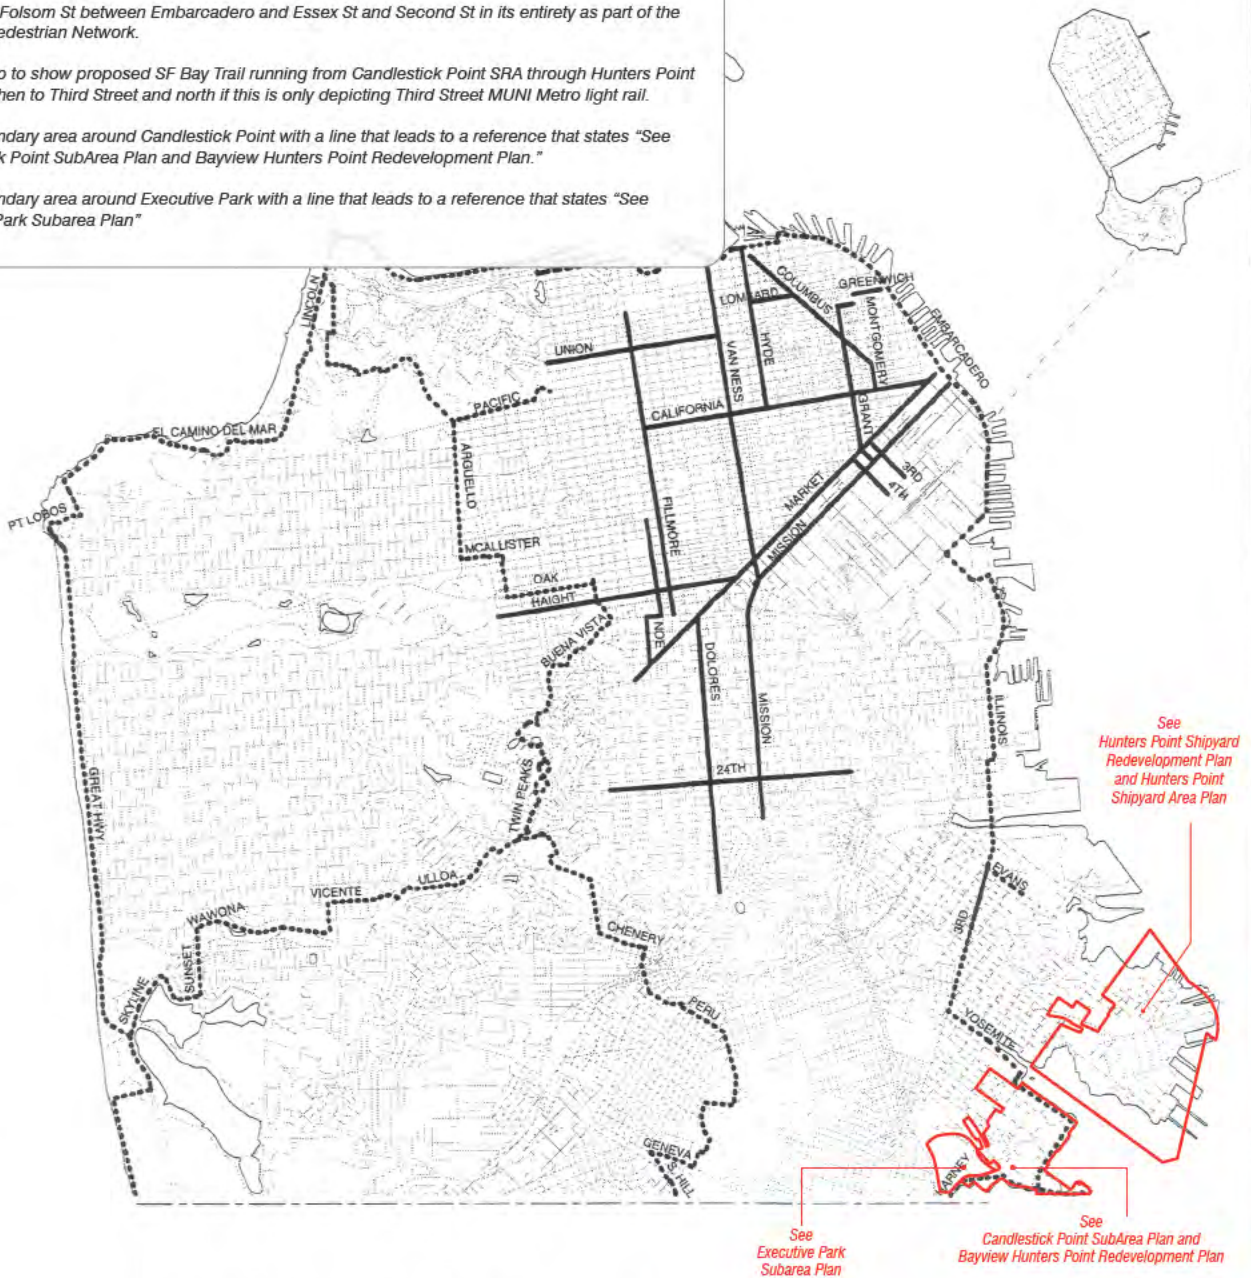 Folsom St between Embarcadero and Essex St and Second St in its entirety as part of the
edestrian Network.
to show proposed SF Bay Trail running from Candlestick Point SRA through Hunters Point
hen to Third Street and north if this is only depicting Third Street MUNI Metro light rail.
ndary area around Candlestick Point with a line that leads to a reference that states “See
k Point SubArea Plan and Bayview Hunters Point Redevelopment Plan.”
ndary area around Executive Park with a line that leads to a reference that states “See
Park Subarea Plan”
LINCOLN
COLUMBUS
GREENWICH
LOMBARD
MONTGOMERY
EMBARCADERO
HYDE
UNION
VAN NESS
PACIFIC
CALIFORNIA
GRANT
EL CAMINO DEL MAR
ARGUELLO
3RD
4TH
MARKET
PT LOBOS
FILLMORE
MISSION
MCALLISTER
OAK
HAIGHT
NOE
BUENA VISTA
DOLORES
MISSION
ILLINOIS
See
Hunters Point Shipyard
Redevelopment Plan
and Hunters Point
Shipyard Area Plan
24TH
GREAT HWY
TWIN PEAKS
ULLOA
VICENTE
EVANS
WAWONA
3RD
CHENERY
SUNSET
SKYLINE
PERU
YOSEMITE
GENEVA
S. HILL
See
Executive Park
Subarea Plan
See
Candlestick Point SubArea Plan and
Bayview Hunters Point Redevelopment Plan